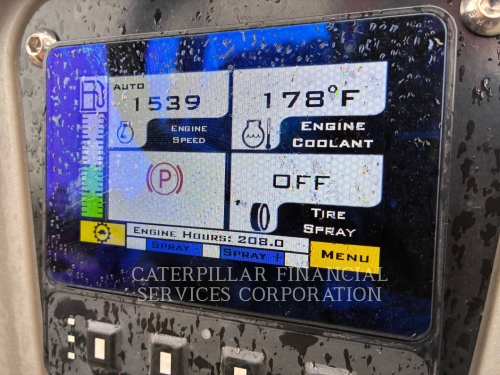 AUTO
1539
ENGINE
SPEED
178°F
ENGINE
COOLANT
P
OFF
TIRE
SPRAY
ENGINE HOURS: 208.0
SPRAY -
SPRAY +
MENU
CATERPILLAR FINANCIAL
SERVICES CORPORATION